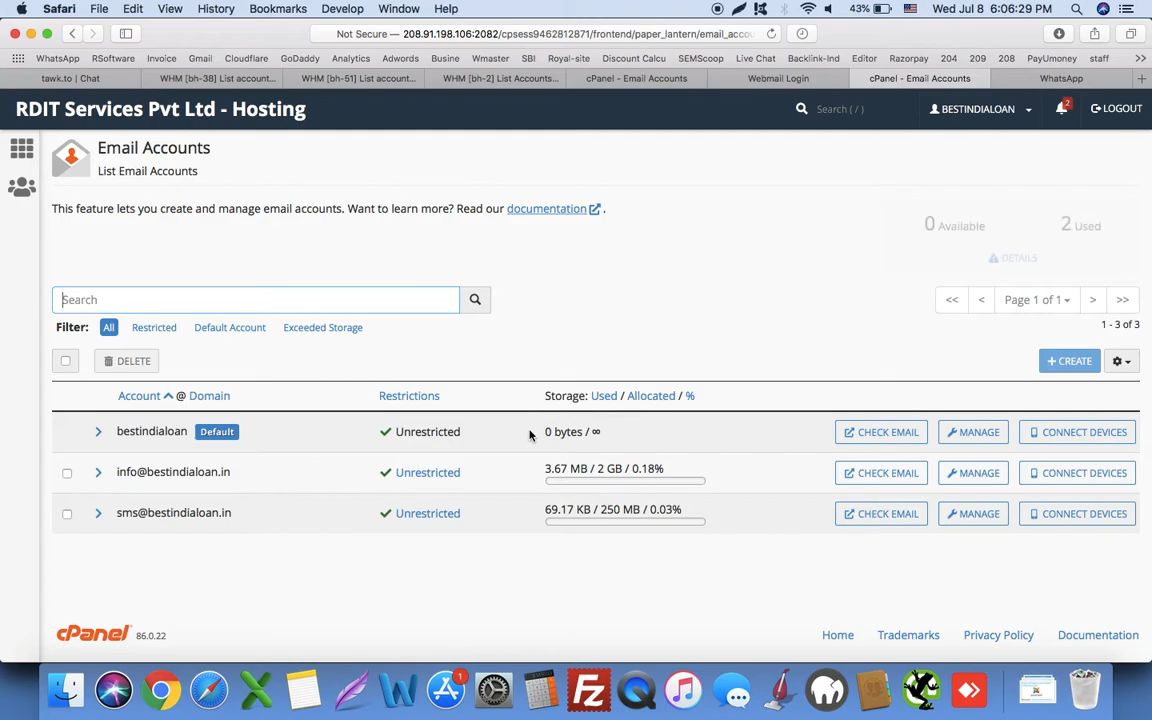 Safari File Edit View History Bookmarks Develop Window Help 43% Wed Jul 8 6:06:29 PM
Not Secure — 208.91.198.106:2082/cpsess9462812871/frontend/paper_lantern/email_accou
WhatsApp RSoftware Invoice Gmail Cloudflare GoDaddy Analytics Adwords Busine Wmaster SBI Royal-site Discount Calcu SEMScoop Live Chat Backlink-Ind Editor Razorpay 204 209 208 PayUmoney staff >>
tawk.to | Chat WHM [bh-38] List account... WHM [bh-51] List account... WHM [bh-2] List Accounts... cPanel - Email Accounts Webmail Login cPanel - Email Accounts WhatsApp +
RDIT Services Pvt Ltd - Hosting Search ( / ) BESTINDIALOAN 2 LOGOUT
Email Accounts
List Email Accounts
This feature lets you create and manage email accounts. Want to learn more? Read our documentation .
0 Available 2 Used
DETAILS
Search << < Page 1 of 1 > >>
Filter: All Restricted Default Account Exceeded Storage 1 - 3 of 3
DELETE + CREATE
Account @ Domain Restrictions Storage: Used / Allocated / %
bestindialoan Default Unrestricted 0 bytes / ∞ CHECK EMAIL MANAGE CONNECT DEVICES
info@bestindialoan.in Unrestricted 3.67 MB / 2 GB / 0.18% CHECK EMAIL MANAGE CONNECT DEVICES
sms@bestindialoan.in Unrestricted 69.17 KB / 250 MB / 0.03% CHECK EMAIL MANAGE CONNECT DEVICES
cPanel 86.0.22 Home Trademarks Privacy Policy Documentation
1